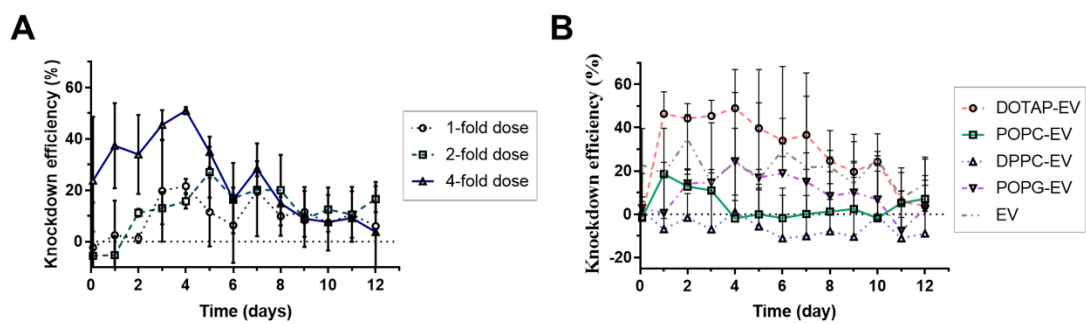 A
Knockdown efficiency (%)
60
40
20
0
0 2 4 6 8 10 12
Time (days)
1-fold dose
2-fold dose
4-fold dose
B
Knockdown efficiency (%)
60
40
20
0
-20
0 2 4 6 8 10 12
Time (day)
DOTAP-EV
POPC-EV
DPPC-EV
POPG-EV
EV